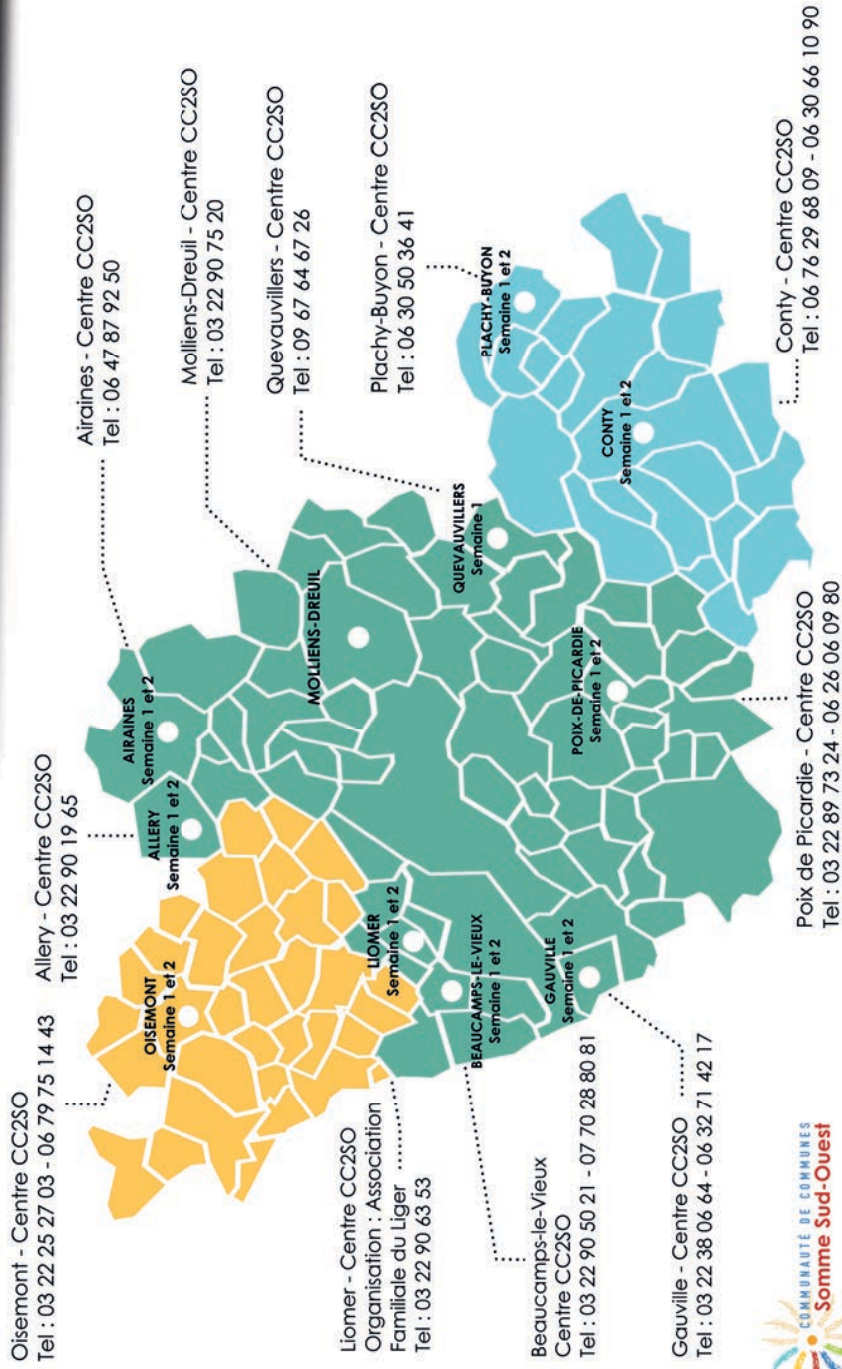 Oisemont - Centre CC2SO
Tel : 03 22 25 27 03 - 06 79 75 14 43
Allery - Centre CC2SO
Tel : 03 22 90 19 65
Airaines - Centre CC2SO
Tel : 06 47 87 92 50
Molliens-Dreuil - Centre CC2SO
Tel : 03 22 90 75 20
Quevauvillers - Centre CC2SO
Tel : 09 67 64 67 26
Plachy-Buyon - Centre CC2SO
Tel : 06 30 50 36 41
Conty - Centre CC2SO
Tel : 06 76 29 68 09 - 06 30 66 10 90
Poix de Picardie - Centre CC2SO
Tel : 03 22 89 73 24 - 06 26 06 09 80
Liomer - Centre CC2SO
Organisation : Association
Familiale du Liger
Tel : 03 22 90 63 53
Beaucamps-le-Vieux
Centre CC2SO
Tel : 03 22 90 50 21 - 07 70 28 80 81
Gauville - Centre CC2SO
Tel : 03 22 38 06 64 - 06 32 71 42 17
OISEMONT
Semaine 1 et 2
ALLERY
Semaine 1 et 2
AIRAINES
Semaine 1 et 2
MOLLIENS-DREUIL
LIOMER
Semaine 1 et 2
BEAUCAMPS-LE-VIEUX
Semaine 1 et 2
GAUVILLE
Semaine 1 et 2
QUEVAUVILLERS
Semaine 1
POIX-DE-PICARDIE
Semaine 1 et 2
PLACHY-BUYON
Semaine 1 et 2
CONTY
Semaine 1 et 2
COMMUNAUTÉ DE COMMUNES
Somme Sud-Ouest